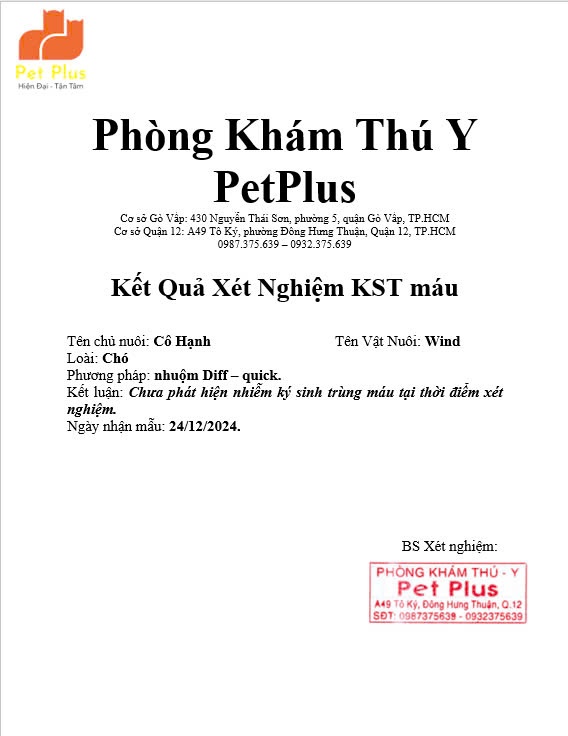 Pet Plus
Hiện Đại - Tận Tâm
Phòng Khám Thú Y
PetPlus
Cơ sở Gò Vấp: 430 Nguyễn Thái Sơn, phường 5, quận Gò Vấp, TP.HCM
Cơ sở Quận 12: A49 Tô Ký, phường Đông Hưng Thuận, Quận 12, TP.HCM
0987.375.639 – 0932.375.639
Kết Quả Xét Nghiệm KST máu
Tên chủ nuôi: Cô Hạnh Tên Vật Nuôi: Wind
Loài: Chó
Phương pháp: nhuộm Diff – quick.
Kết luận: Chưa phát hiện nhiễm ký sinh trùng máu tại thời điểm xét
nghiệm.
Ngày nhận mẫu: 24/12/2024.
BS Xét nghiệm:
PHÒNG KHÁM THÚ - Y
Pet Plus
A49 Tô Ký, Đông Hưng Thuận, Q.12
SĐT: 0987375639 - 0932375639